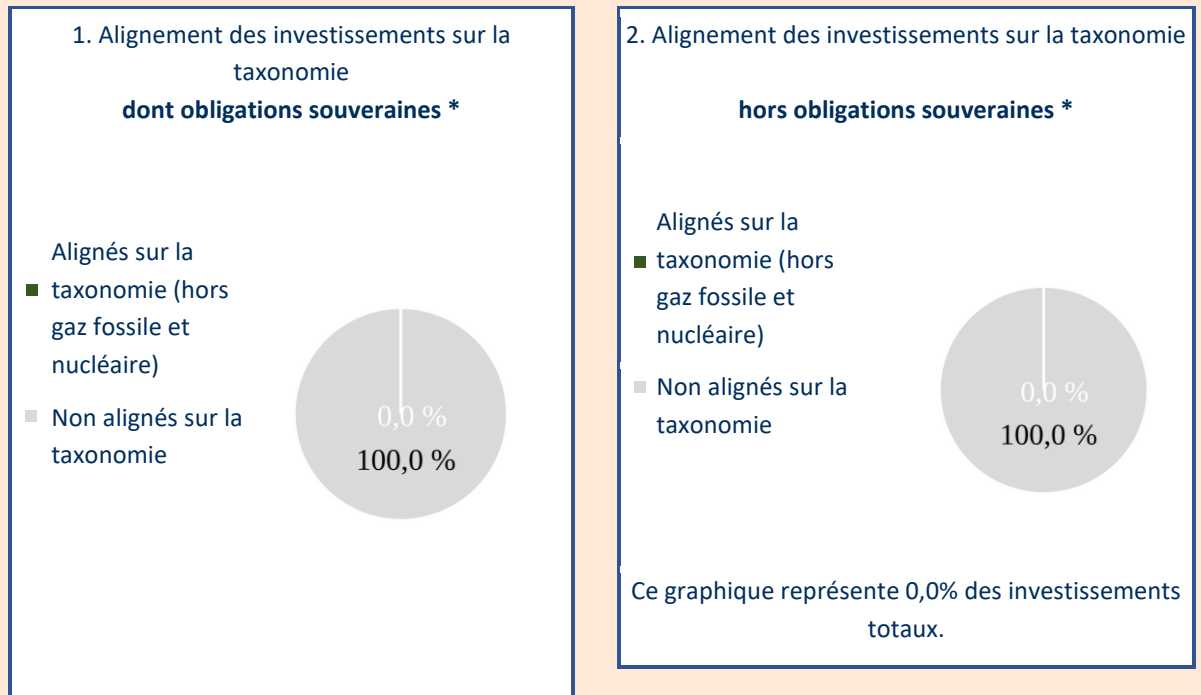 1. Alignement des investissements sur la
taxonomie
dont obligations souveraines *
Alignés sur la
taxonomie (hors
gaz fossile et
nucléaire)
Non alignés sur la
taxonomie
0,0 %
100,0 %
2. Alignement des investissements sur la taxonomie
hors obligations souveraines *
Alignés sur la
taxonomie (hors
gaz fossile et
nucléaire)
Non alignés sur la
taxonomie
0,0 %
100,0 %
Ce graphique représente 0,0% des investissements
totaux.